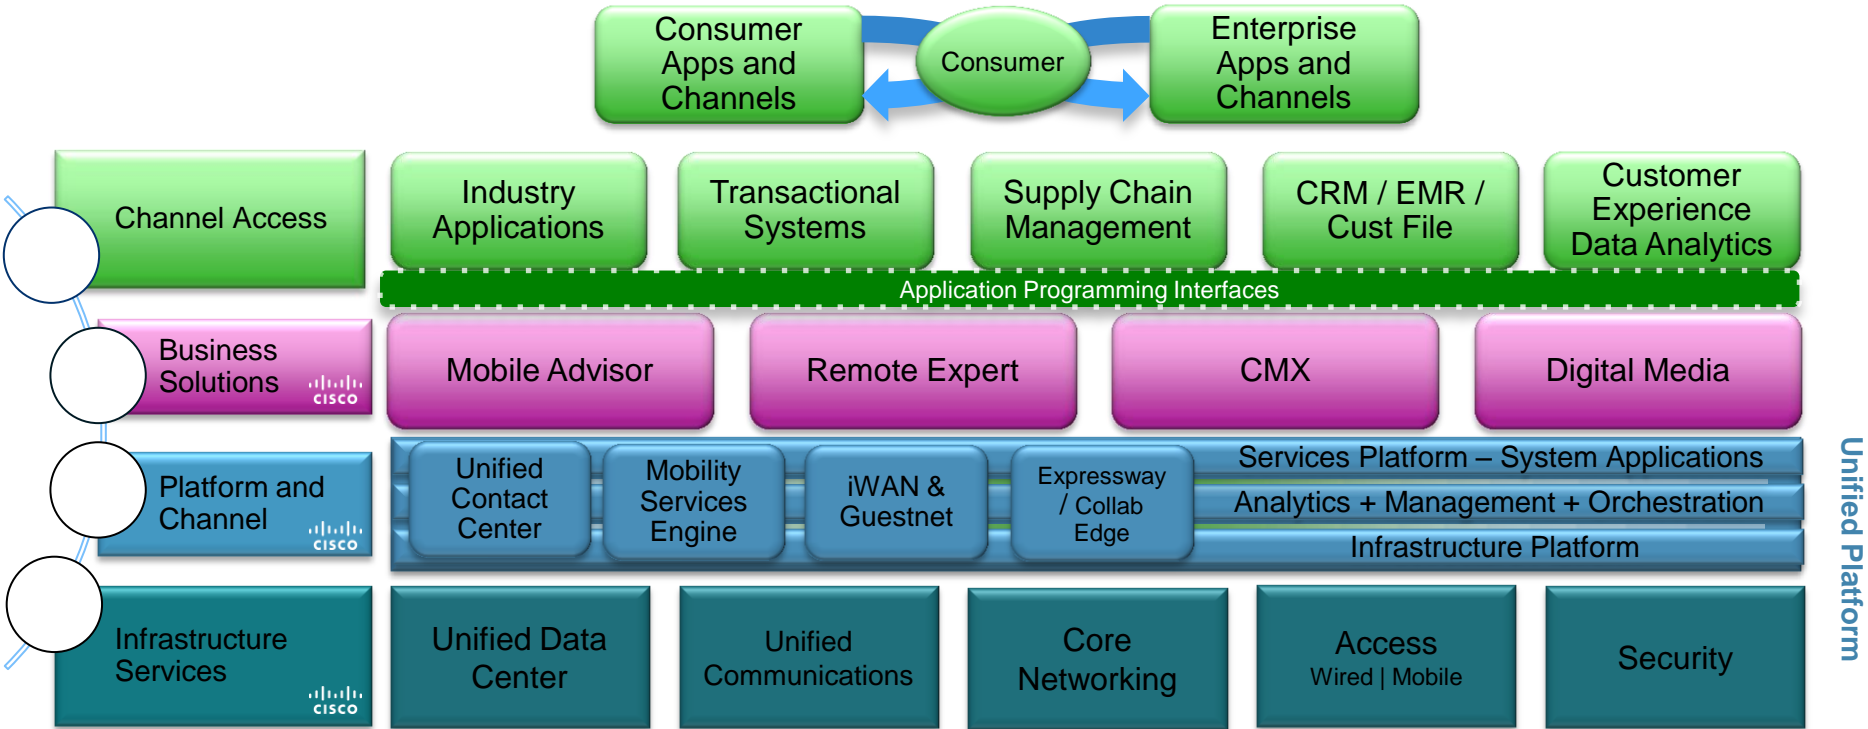 Consumer
Apps and
Channels
Consumer
Enterprise
Apps and
Channels
Channel Access
Industry
Applications
Transactional
Systems
Supply Chain
Management
CRM / EMR /
Cust File
Customer
Experience
Data Analytics
Application Programming Interfaces
Business
Solutions
CISCO
Mobile Advisor
Remote Expert
CMX
Digital Media
Platform and
Channel
CISCO
Unified
Contact
Center
Mobility
Services
Engine
iWAN &
Guestnet
Expressway
/ Collab
Edge
Services Platform – System Applications
Analytics + Management + Orchestration
Infrastructure Platform
Unified Platform
Infrastructure
Services
CISCO
Unified Data
Center
Unified
Communications
Core
Networking
Access
Wired | Mobile
Security